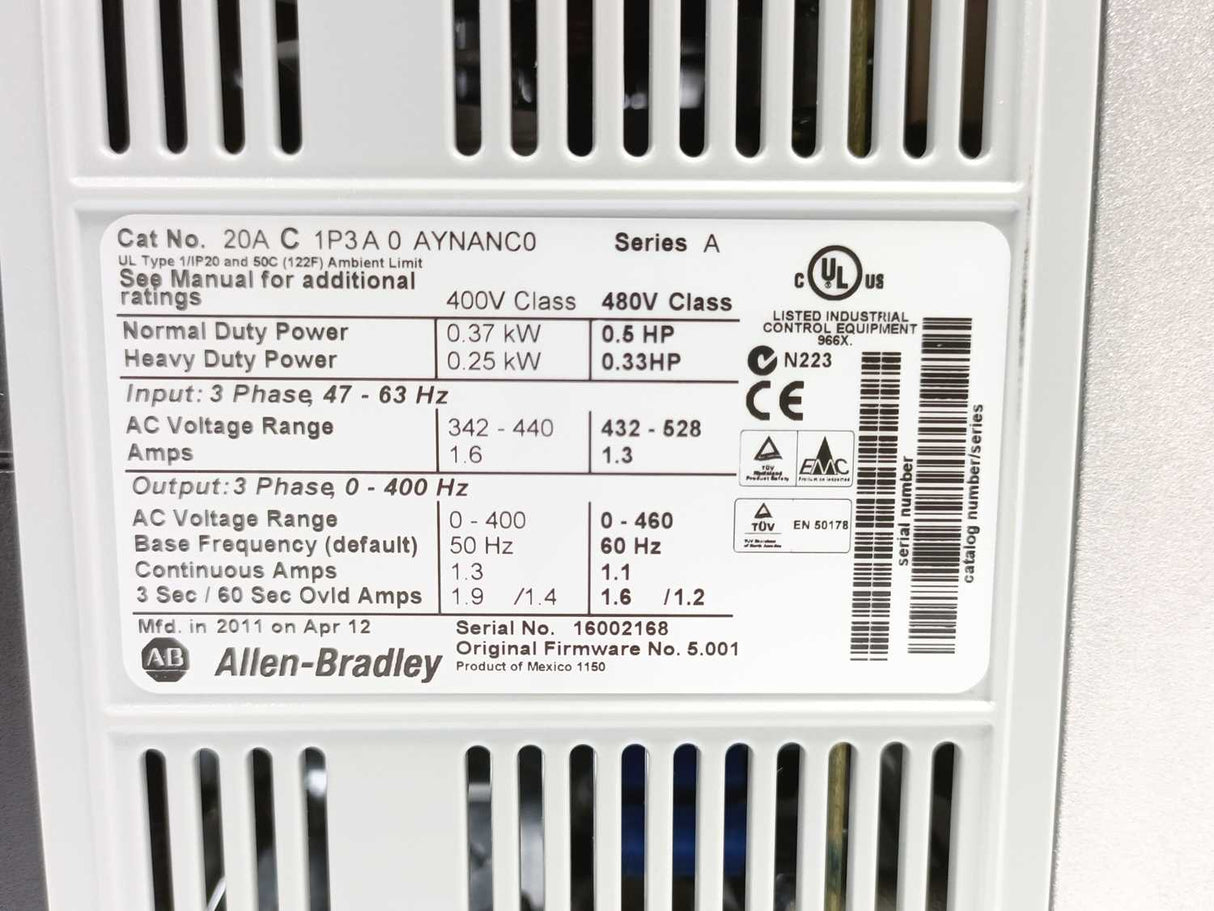 Cat No. 20A C 1P3 A 0 AYNANC0 Series A
UL Type 1/IP20 and 50C (122F) Ambient Limit
See Manual for additional
ratings
400V Class 480V Class
Normal Duty Power 0.37 kW 0.5 HP
Heavy Duty Power 0.25 kW 0.33HP
Input: 3 Phase, 47 - 63 Hz
AC Voltage Range 342 - 440 432 - 528
Amps 1.6 1.3
Output: 3 Phase, 0 - 400 Hz
AC Voltage Range 0 - 400 0 - 460
Base Frequency (default) 50 Hz 60 Hz
Continuous Amps 1.3 1.1
3 Sec / 60 Sec Ovld Amps 1.9 /1.4 1.6 /1.2
Mfd. in 2011 on Apr 12
Serial No. 16002168
Original Firmware No. 5.001
Product of Mexico 1150
AB Allen-Bradley
C UL US
LISTED INDUSTRIAL
CONTROL EQUIPMENT
966X.
N223
CE
TÜV
Product Safety
EMC
TÜV
EN 50178
serial number
catalog number/series